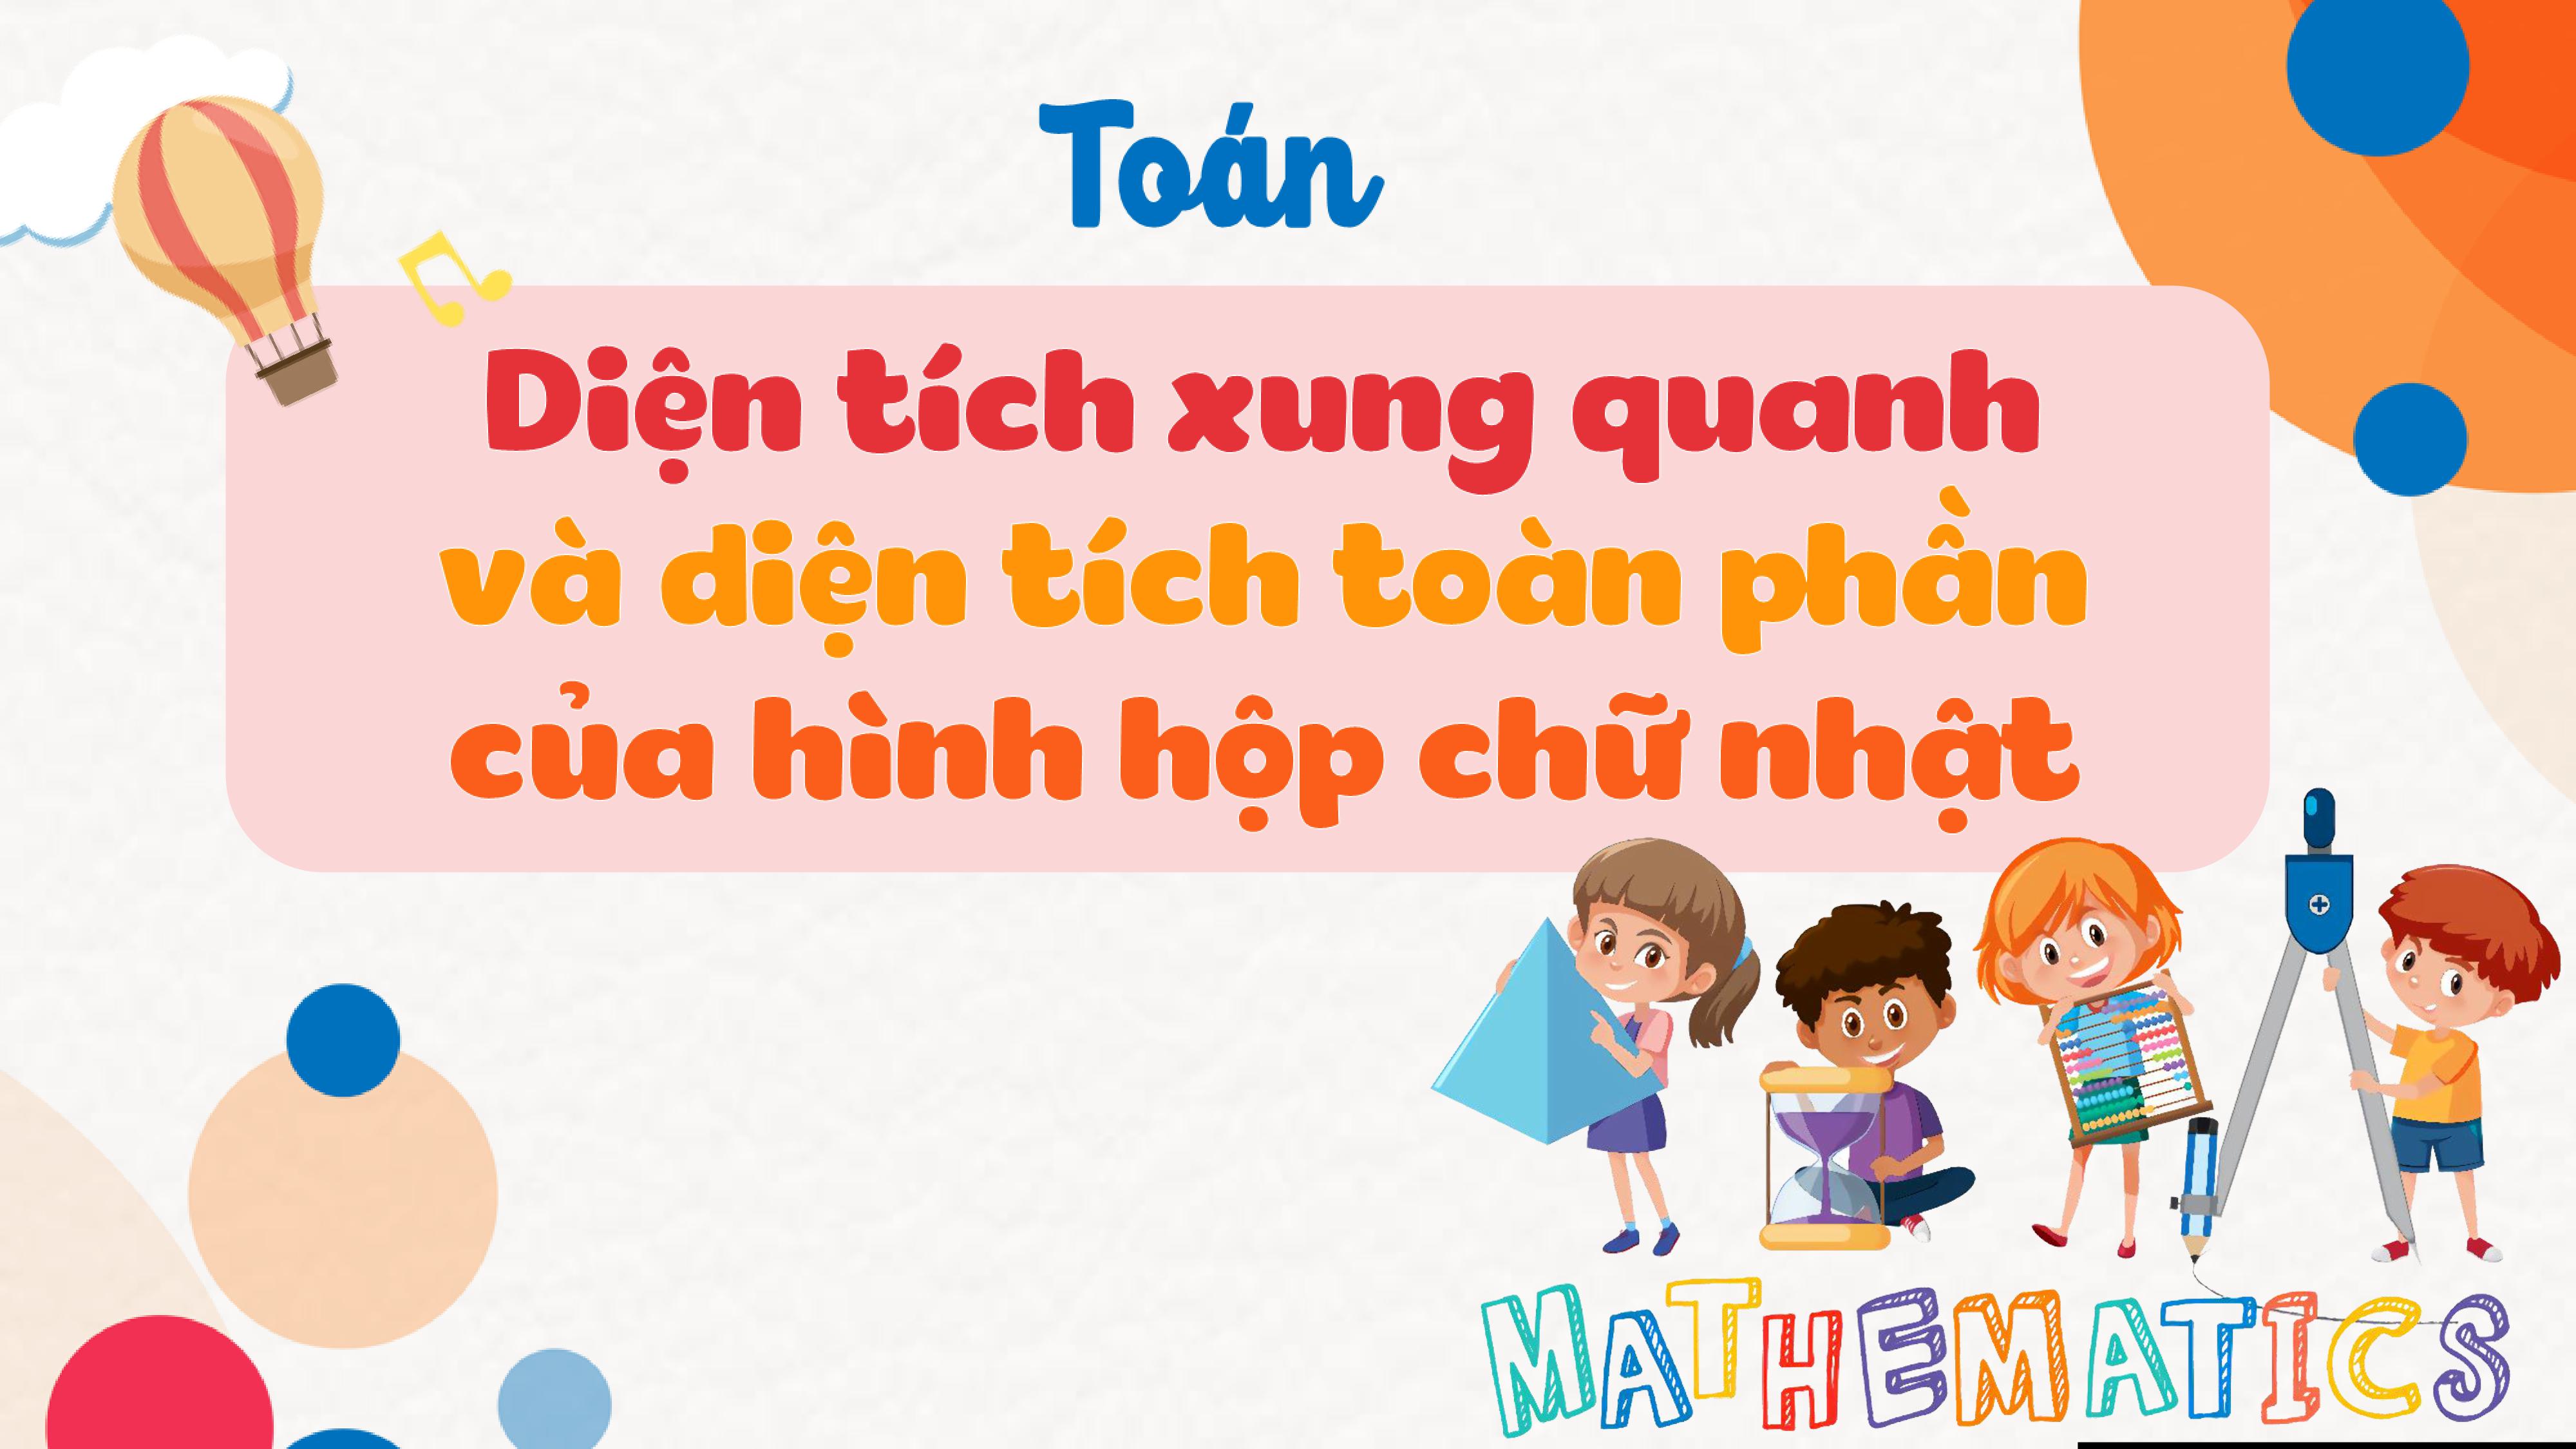 Toán
Diện tích xung quanh
và diện tích toàn phần
của hình hộp chữ nhật
MATHEMATICS